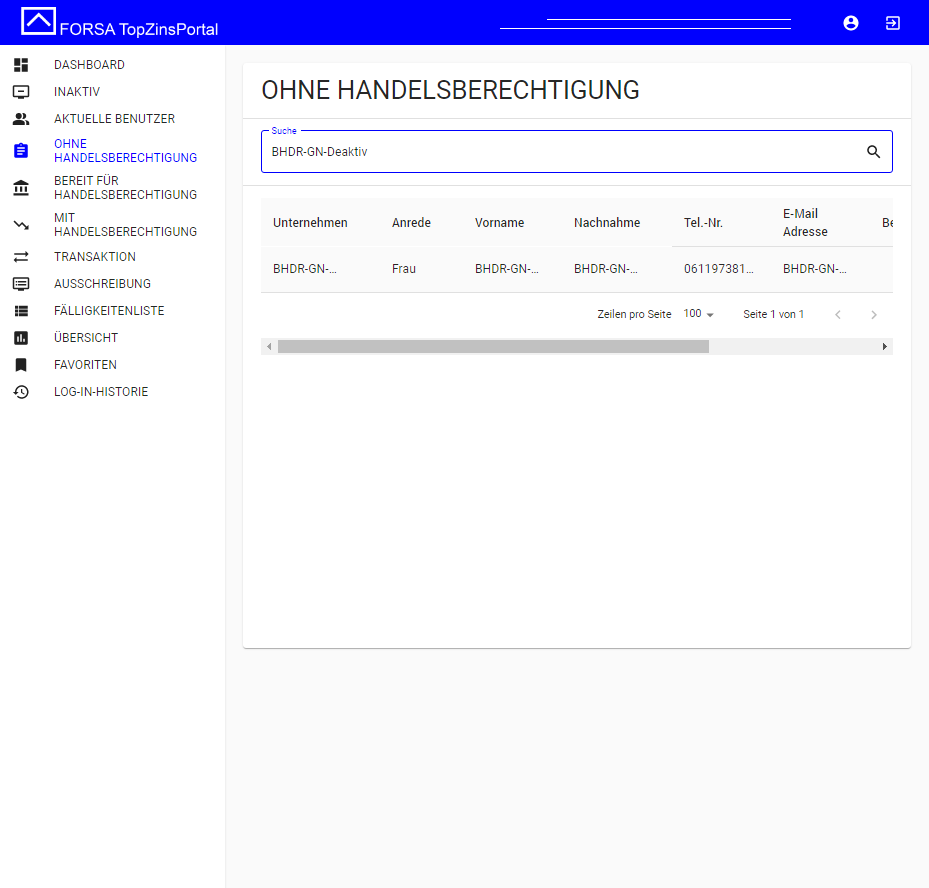 FORSA TopZinsPortal
DASHBOARD
INAKTIV
AKTUELLE BENUTZER
OHNE
HANDELSBERECHTIGUNG
BEREIT FÜR
HANDELSBERECHTIGUNG
MIT
HANDELSBERECHTIGUNG
TRANSAKTION
AUSSCHREIBUNG
FÄLLIGKEITENLISTE
ÜBERSICHT
FAVORITEN
LOG-IN-HISTORIE
OHNE HANDELSBERECHTIGUNG
Suche
BHDR-GN-Deaktiv
Unternehmen Anrede Vorname Nachnahme Tel.-Nr. E-Mail Adresse Be
BHDR-GN-... Frau BHDR-GN-... BHDR-GN-... 061197381... BHDR-GN-...
Zeilen pro Seite 100 Seite 1 von 1